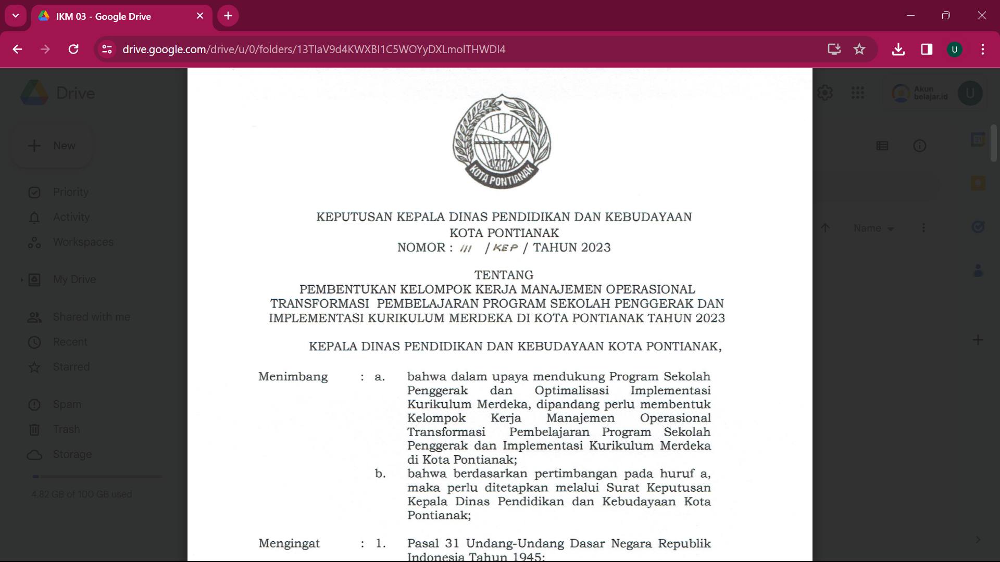 IKM 03 - Google Drive
drive.google.com/drive/u/0/folders/13TIaV9d4KWXBI1C5WOYyDXLmolTHWDI4
U
Drive
Akun
belajar.id
U
New
Priority
Activity
Workspaces
My Drive
Shared with me
Recent
Starred
Spam
Trash
Storage
4.82 GB of 100 GB used
Name
31
1771
KOTA PONTIANAK
KEPUTUSAN KEPALA DINAS PENDIDIKAN DAN KEBUDAYAAN
KOTA PONTIANAK
NOMOR : 111 / KEP / TAHUN 2023
TENTANG
PEMBENTUKAN KELOMPOK KERJA MANAJEMEN OPERASIONAL
TRANSFORMASI PEMBELAJARAN PROGRAM SEKOLAH PENGGERAK DAN
IMPLEMENTASI KURIKULUM MERDEKA DI KOTA PONTIANAK TAHUN 2023
KEPALA DINAS PENDIDIKAN DAN KEBUDAYAAN KOTA PONTIANAK,
Menimbang : a. bahwa dalam upaya mendukung Program Sekolah
Penggerak dan Optimalisasi Implementasi
Kurikulum Merdeka, dipandang perlu membentuk
Kelompok Kerja Manajemen Operasional
Transformasi Pembelajaran Program Sekolah
Penggerak dan Implementasi Kurikulum Merdeka
di Kota Pontianak;
b. bahwa berdasarkan pertimbangan pada huruf a,
maka perlu ditetapkan melalui Surat Keputusan
Kepala Dinas Pendidikan dan Kebudayaan Kota
Pontianak;
Mengingat : 1. Pasal 31 Undang-Undang Dasar Negara Republik
Indonesia Tahun 1945;